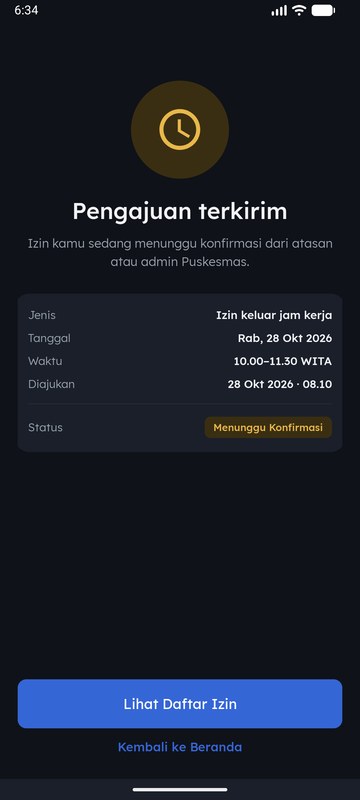 6:34
Pengajuan terkirim
Izin kamu sedang menunggu konfirmasi dari atasan
atau admin Puskesmas.
Jenis Izin keluar jam kerja
Tanggal Rab, 28 Okt 2026
Waktu 10.00–11.30 WITA
Diajukan 28 Okt 2026 · 08.10
Status Menunggu Konfirmasi
Lihat Daftar Izin
Kembali ke Beranda